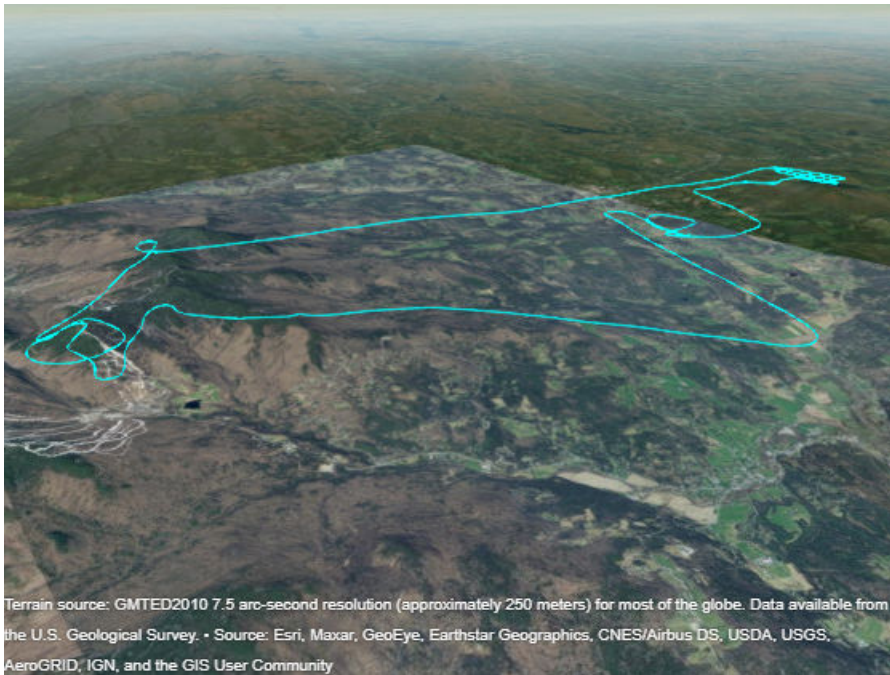 Terrain source: GMTED2010 7.5 arc-second resolution (approximately 250 meters) for most of the globe. Data available from
the U.S. Geological Survey. • Source: Esri, Maxar, GeoEye, Earthstar Geographics, CNES/Airbus DS, USDA, USGS,
AeroGRID, IGN, and the GIS User Community